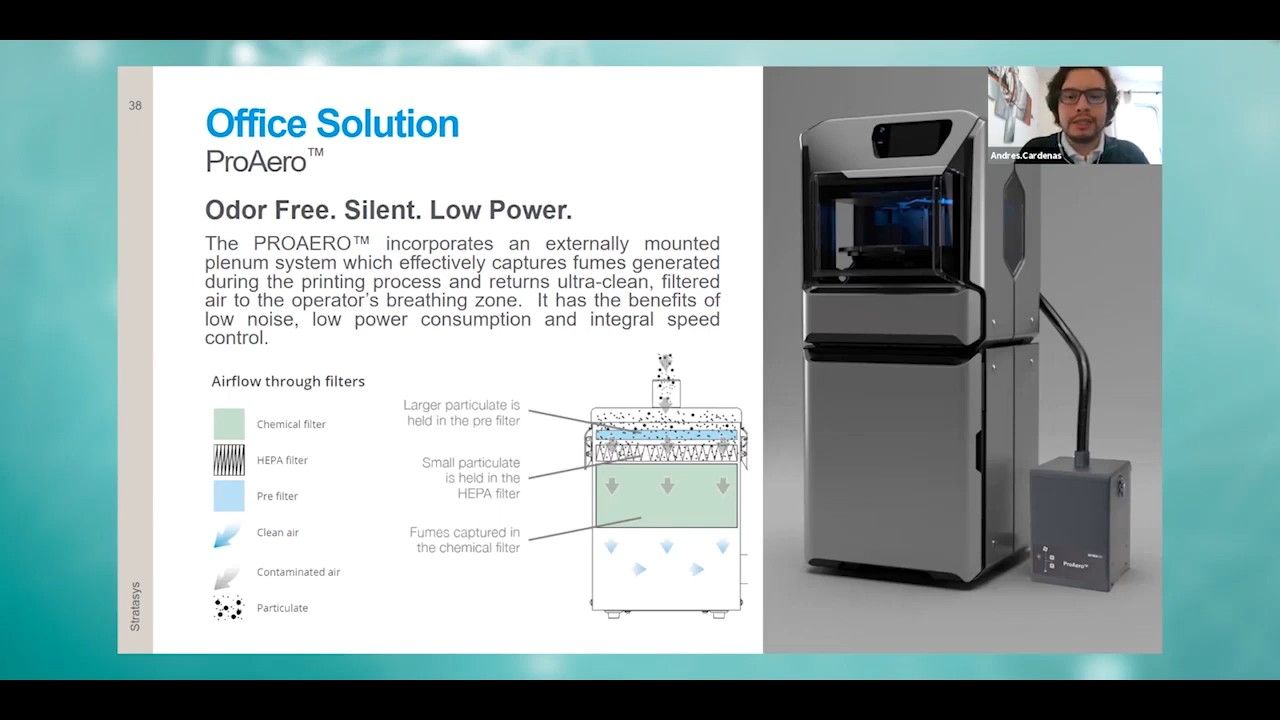 38
Office Solution
ProAero™
Odor Free. Silent. Low Power.
The PROAERO™ incorporates an externally mounted
plenum system which effectively captures fumes generated
during the printing process and returns ultra-clean, filtered
air to the operator’s breathing zone. It has the benefits of
low noise, low power consumption and integral speed
control.
Airflow through filters
Chemical filter
HEPA filter
Pre filter
Clean air
Contaminated air
Particulate
Larger particulate is
held in the pre filter
Small particulate
is held in the
HEPA filter
Fumes captured in
the chemical filter
Stratasys
Andres.Cardenas
ProAero™